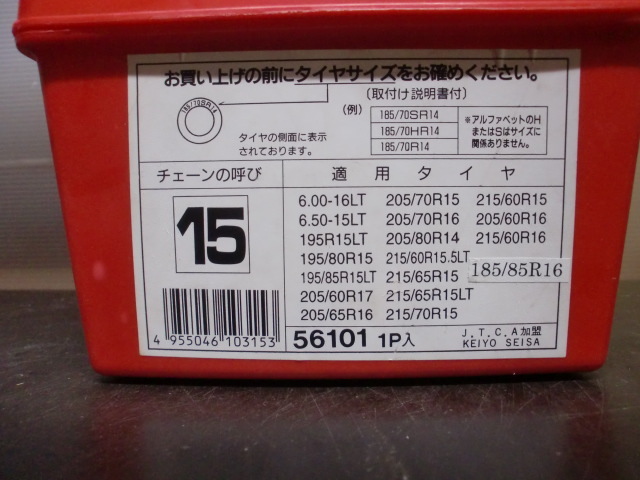 お買い上げの前にタイヤサイズをお確めください。
(取付け説明書付)
185/70SR14
タイヤの側面に表示
されております。
(例)
185/70SR14
185/70HR14
185/70R14
※アルファベットのH
またはSはサイズに
関係ありません。
チェーンの呼び
15
適用タイヤ
6.00-16LT 205/70R15 215/60R15
6.50-15LT 205/70R16 205/60R16
195R15LT 205/80R14 215/60R16
195/80R15 215/60R15.5LT
195/85R15LT 215/65R15 185/85R16
205/60R17 215/65R15LT
205/65R16 215/70R15
4 955046 103153
56101 1P入
J.T.C.A加盟
KEIYO SEISA